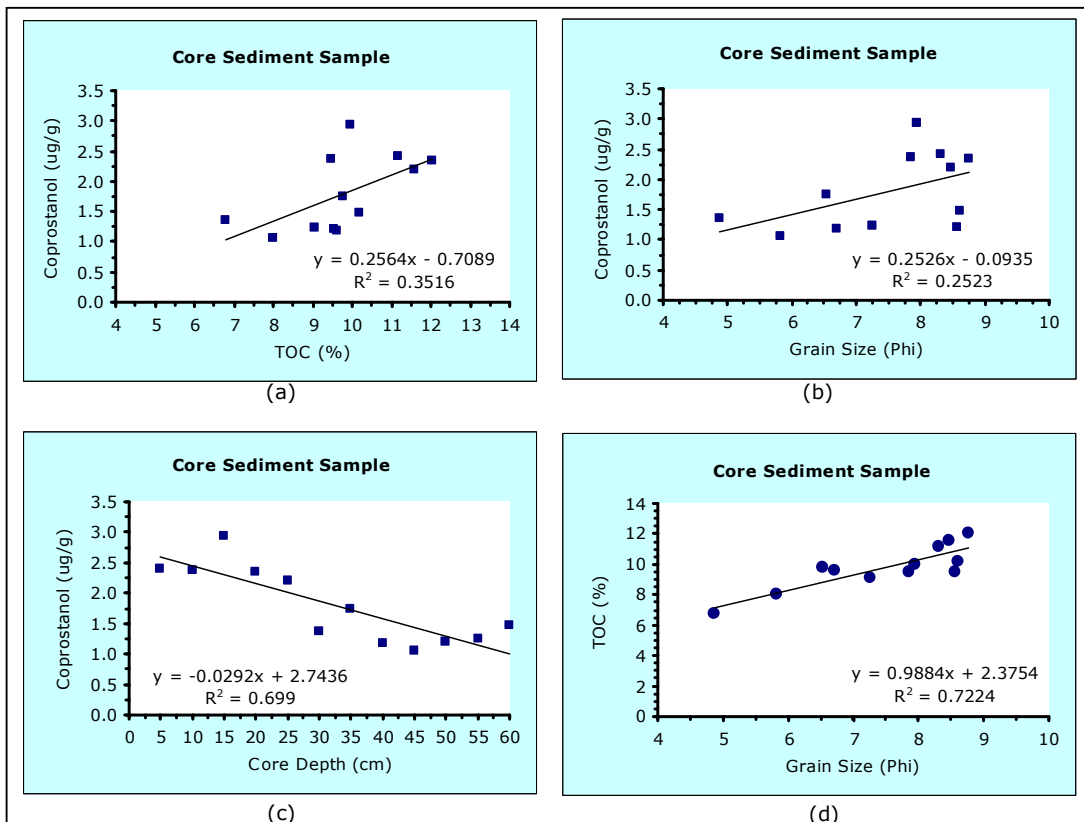 Core Sediment Sample
3.5
3.0
2.5
2.0
1.5
1.0
0.5
0.0
Coprostanol (ug/g)
y = 0.2564x - 0.7089
R² = 0.3516
4 5 6 7 8 9 10 11 12 13 14
TOC (%)
(a)
Core Sediment Sample
3.5
3.0
2.5
2.0
1.5
1.0
0.5
0.0
Coprostanol (ug/g)
y = 0.2526x - 0.0935
R² = 0.2523
4 5 6 7 8 9 10
Grain Size (Phi)
(b)
Core Sediment Sample
3.5
3.0
2.5
2.0
1.5
1.0
0.5
0.0
Coprostanol (ug/g)
y = -0.0292x + 2.7436
R² = 0.699
0 5 10 15 20 25 30 35 40 45 50 55 60
Core Depth (cm)
(c)
Core Sediment Sample
14
12
10
8
6
4
2
0
TOC (%)
y = 0.9884x + 2.3754
R² = 0.7224
4 5 6 7 8 9 10
Grain Size (Phi)
(d)